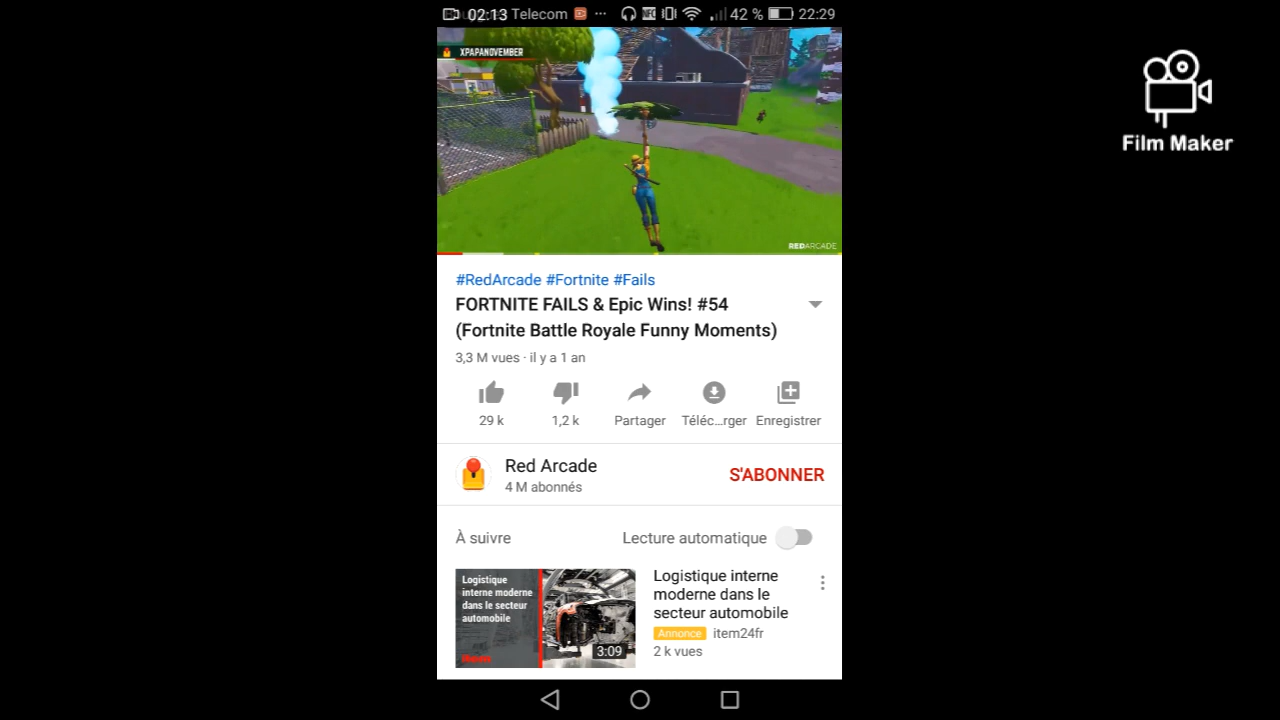 02:13 Telecom ... NFC 42 % 22:29
XPAPANOVEMBER
REDARCADE
Film Maker
#RedArcade #Fortnite #Fails
FORTNITE FAILS & Epic Wins! #54
(Fortnite Battle Royale Funny Moments)
3,3 M vues · il y a 1 an
29 k 1,2 k Partager Téléc...rger Enregistrer
Red Arcade
4 M abonnés
S'ABONNER
À suivre Lecture automatique
Logistique
interne moderne
dans le secteur
automobile
3:09
Logistique interne
moderne dans le
secteur automobile
Annonce item24fr
2 k vues